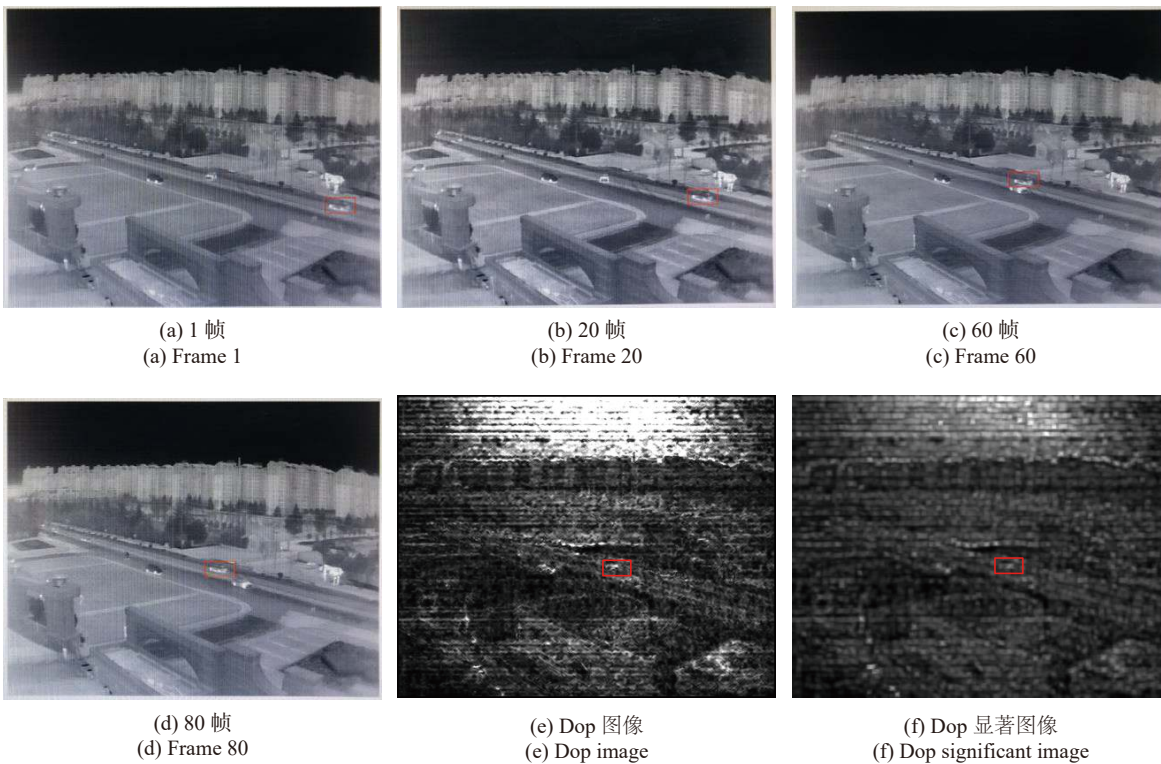 (a) 1 帧
(a) Frame 1
(b) 20 帧
(b) Frame 20
(c) 60 帧
(c) Frame 60
(d) 80 帧
(d) Frame 80
(e) Dop 图像
(e) Dop image
(f) Dop 显著图像
(f) Dop significant image